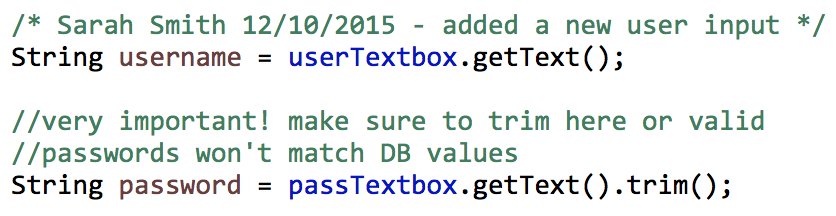 /* Sarah Smith 12/10/2015 - added a new user input */
String username = userTextbox.getText();
//very important! make sure to trim here or valid
//passwords won't match DB values
String password = passTextbox.getText().trim();